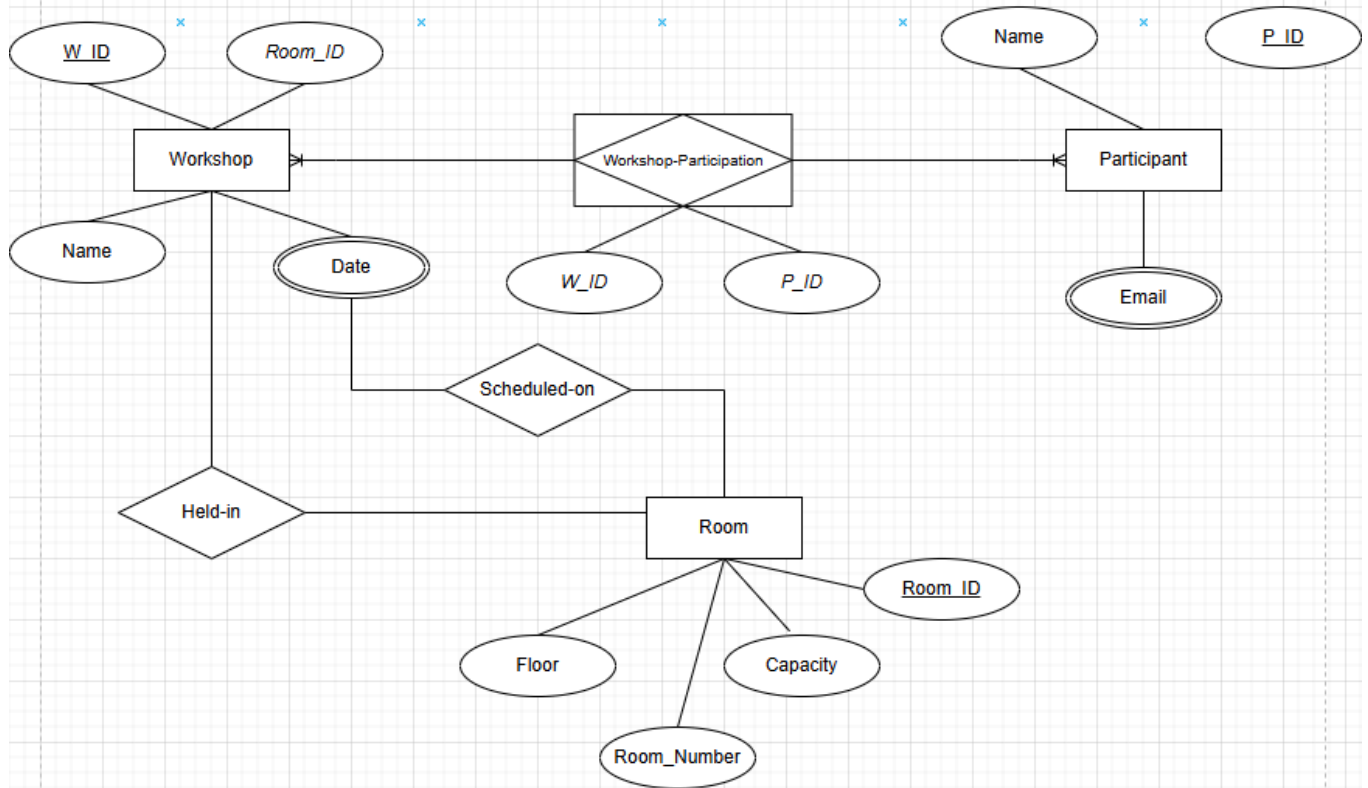 W_ID
Room_ID
Name
P_ID
Workshop
Workshop-Participation
Participant
Name
Date
W_ID
P_ID
Email
Scheduled-on
Held-in
Room
Room_ID
Floor
Capacity
Room_Number